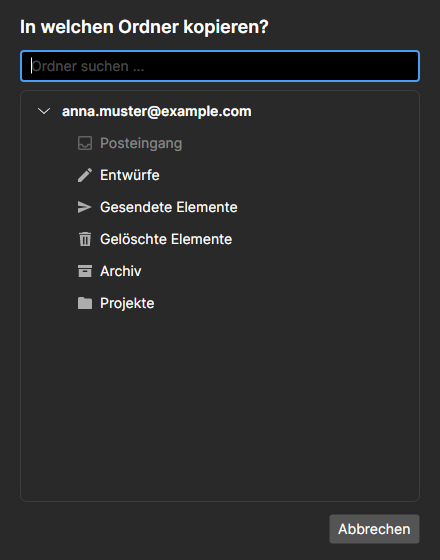 In welchen Ordner kopieren?
Ordner suchen ...
anna.muster@example.com
Posteingang
Entwürfe
Gesendete Elemente
Gelöschte Elemente
Archiv
Projekte
Abbrechen